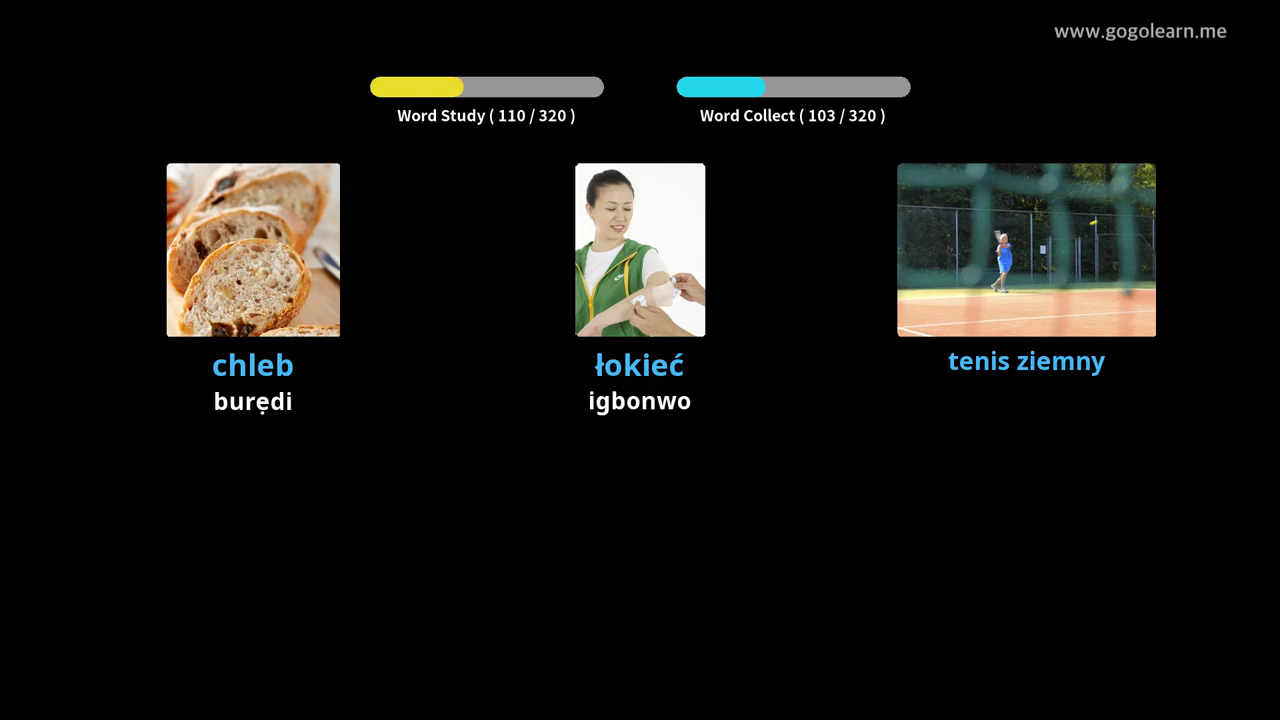 www.gogolearn.me
Word Study ( 110 / 320 )
Word Collect ( 103 / 320 )
chleb
burẹdi
łokieć
igbonwo
tenis ziemny